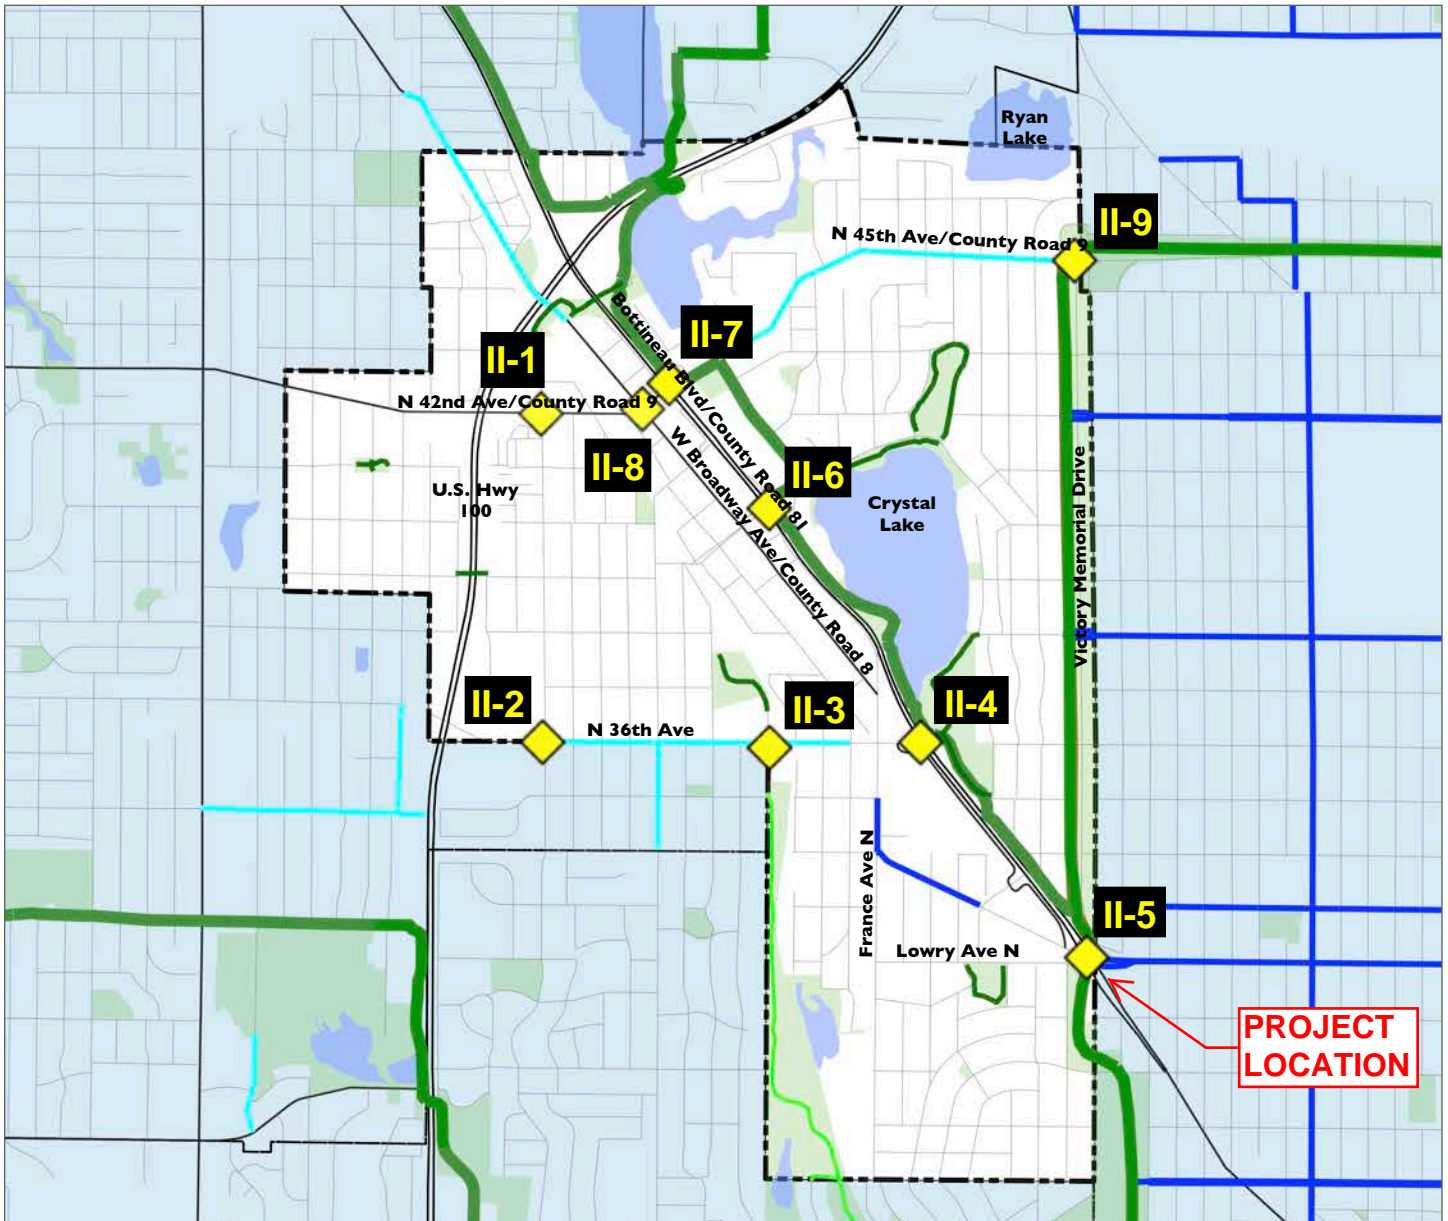 Ryan
Lake
II-9
N 45th Ave/County Road 9
II-7
II-1
Bottineau Blvd/County Road 81
N 42nd Ave/County Road 9
II-8
II-6
W Broadway Ave/County Road 8
U.S. Hwy
100
Crystal
Lake
Victory Memorial Drive
II-2
N 36th Ave
II-3
II-4
France Ave N
II-5
Lowry Ave N
PROJECT
LOCATION